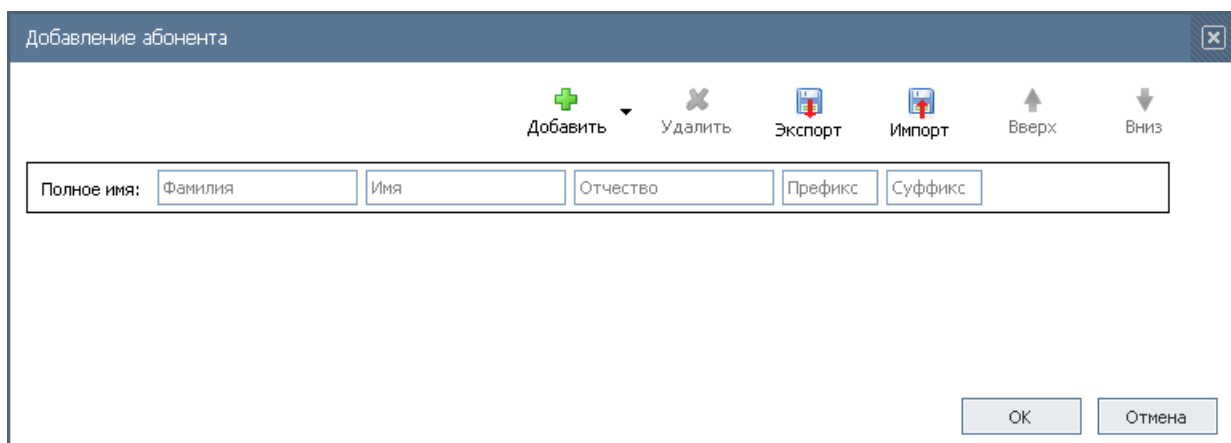 Добавление абонента
Добавить Удалить Экспорт Импорт Вверх Вниз
Полное имя: Фамилия Имя Отчество Префикс Суффикс
OK Отмена